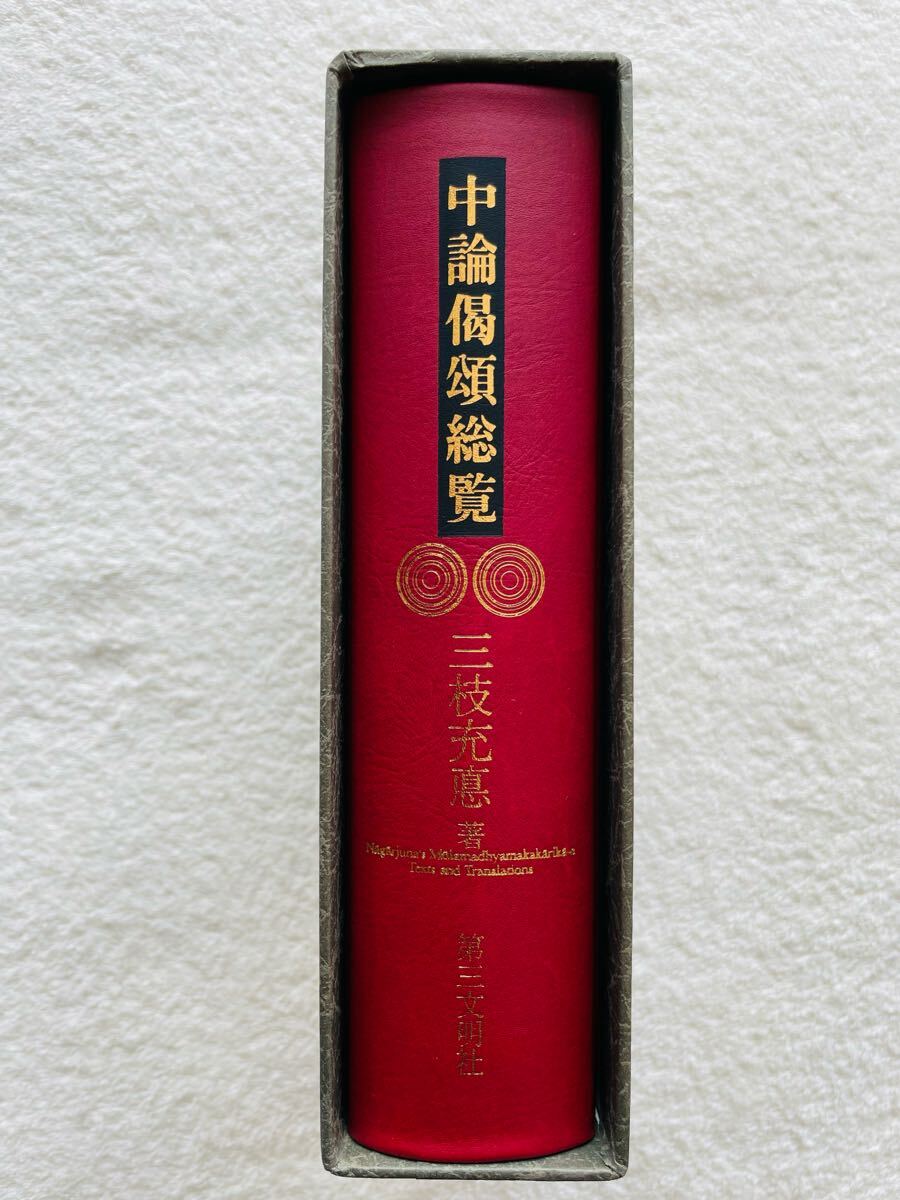 中論偈頌総覧
三枝充悳 著
Nāgārjuna's Mūlamadhyamakakārikā-s
Texts and Translations
第三文明社